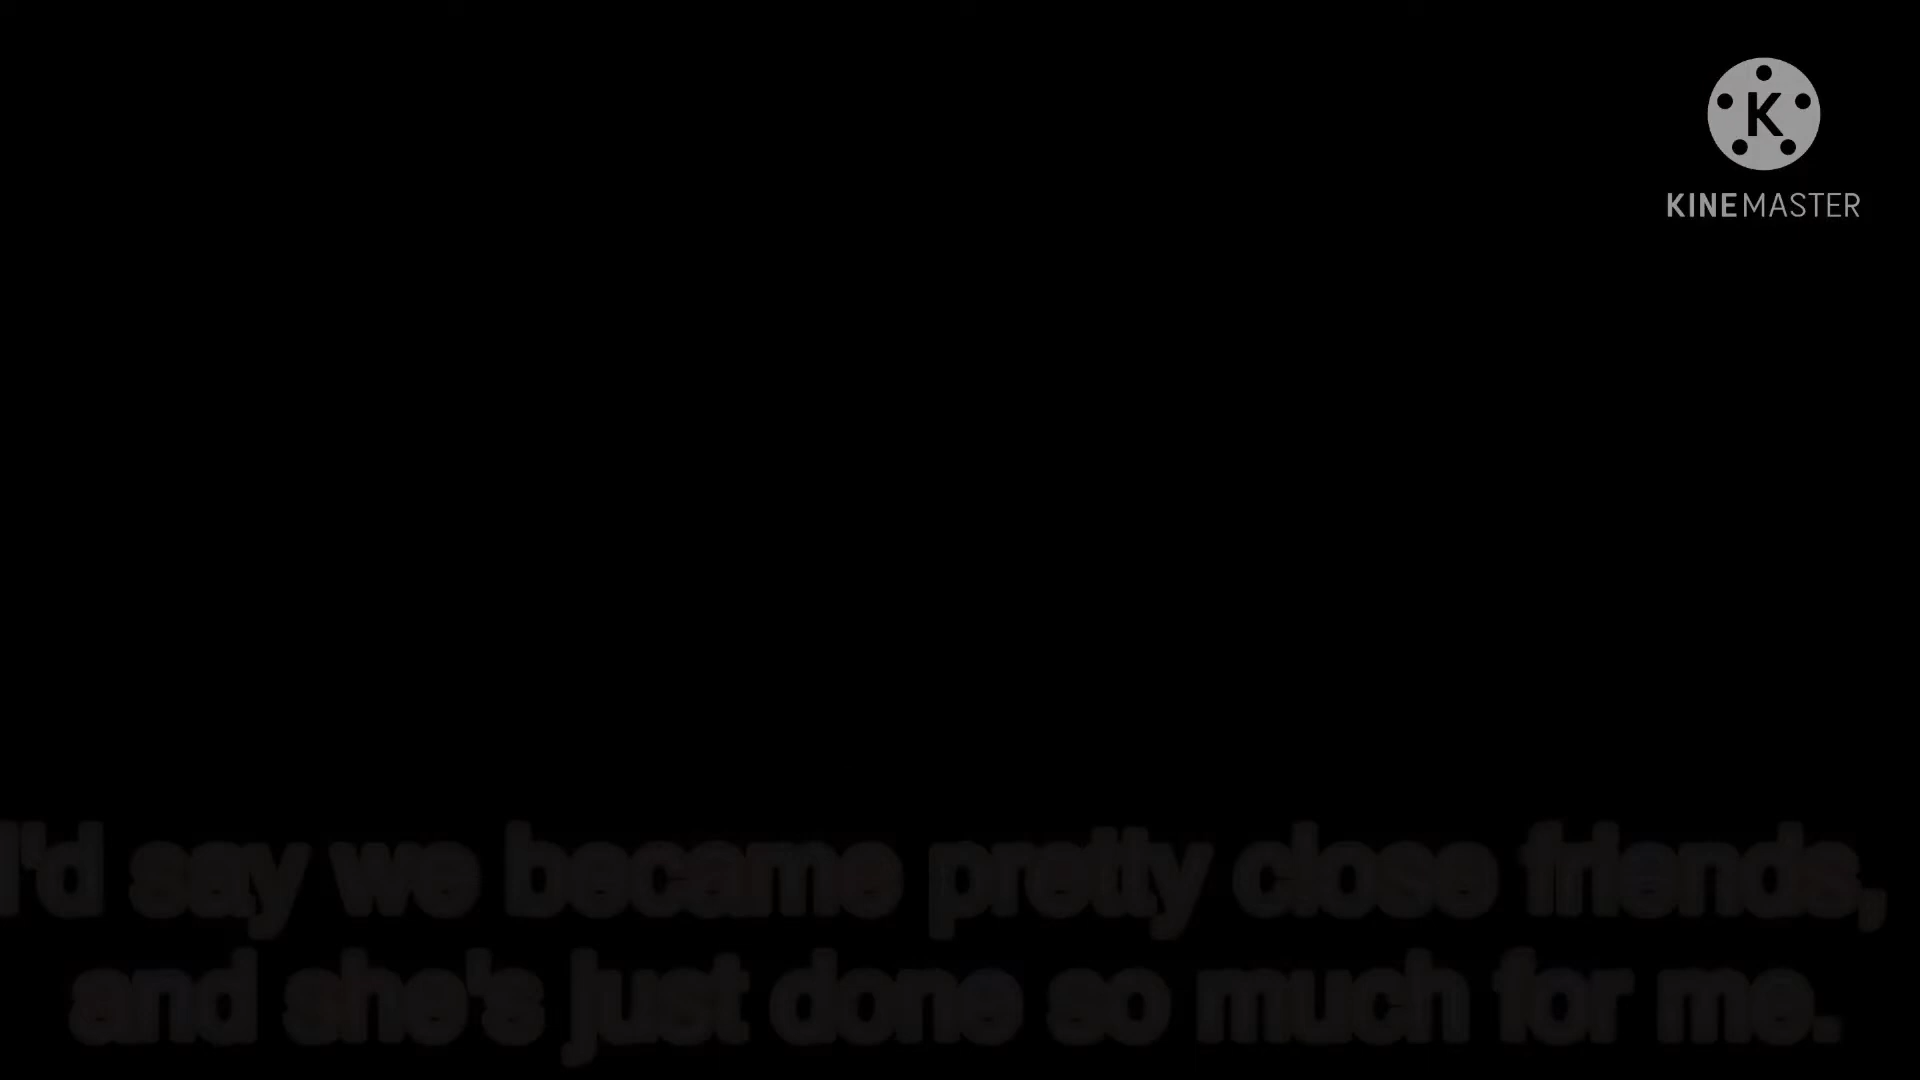 K
KINEMASTER
I'd say we became pretty close friends,
and she's just done so much for me.